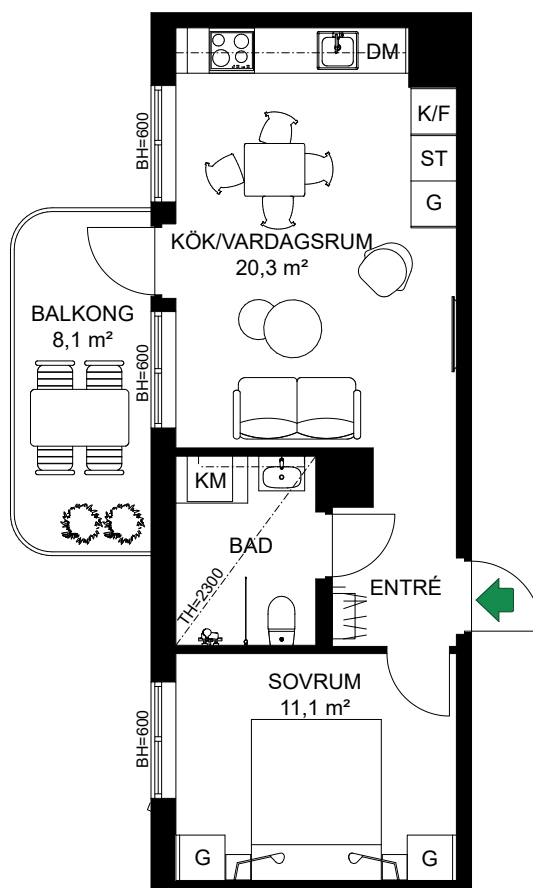 DM
K/F
BH=600
ST
G
KÖK/VARDAGSRUM
20,3 m²
BALKONG
8,1 m²
BH=600
KM
BAD
TH=2300
ENTRÉ
SOVRUM
11,1 m²
BH=600
G
G